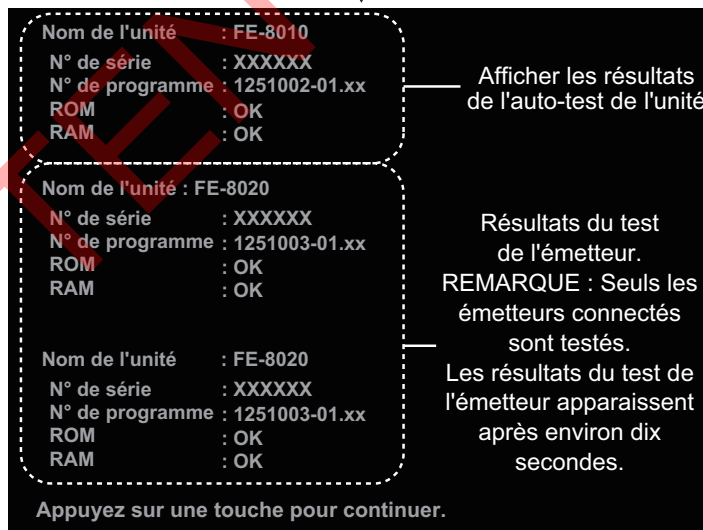 Nom de l'unité : FE-8010
N° de série : XXXXXX
N° de programme : 1251002-01.xx
ROM : OK
RAM : OK
Afficher les résultats
de l'auto-test de l'unité
Nom de l'unité : FE-8020
N° de série : XXXXXX
N° de programme : 1251003-01.xx
ROM : OK
RAM : OK
Nom de l'unité : FE-8020
N° de série : XXXXXX
N° de programme : 1251003-01.xx
ROM : OK
RAM : OK
Résultats du test
de l'émetteur.
REMARQUE : Seuls les
émetteurs connectés
sont testés.
Les résultats du test de
l'émetteur apparaissent
après environ dix
secondes.
Appuyez sur une touche pour continuer.